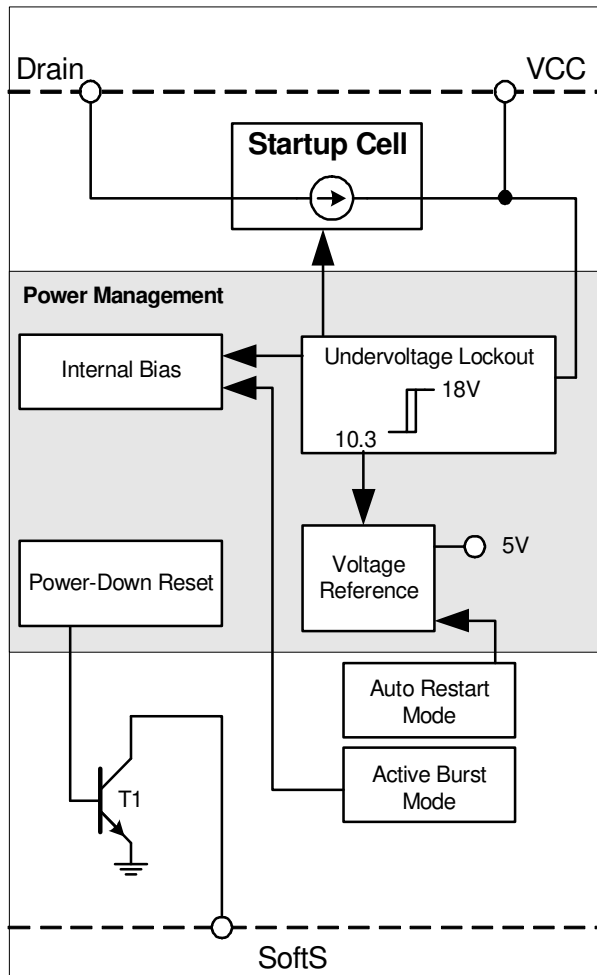 Drain
VCC
Startup Cell
Power Management
Internal Bias
Undervoltage Lockout
18V
10.3
Power-Down Reset
Voltage
Reference
5V
Auto Restart
Mode
Active Burst
Mode
T1
SoftS